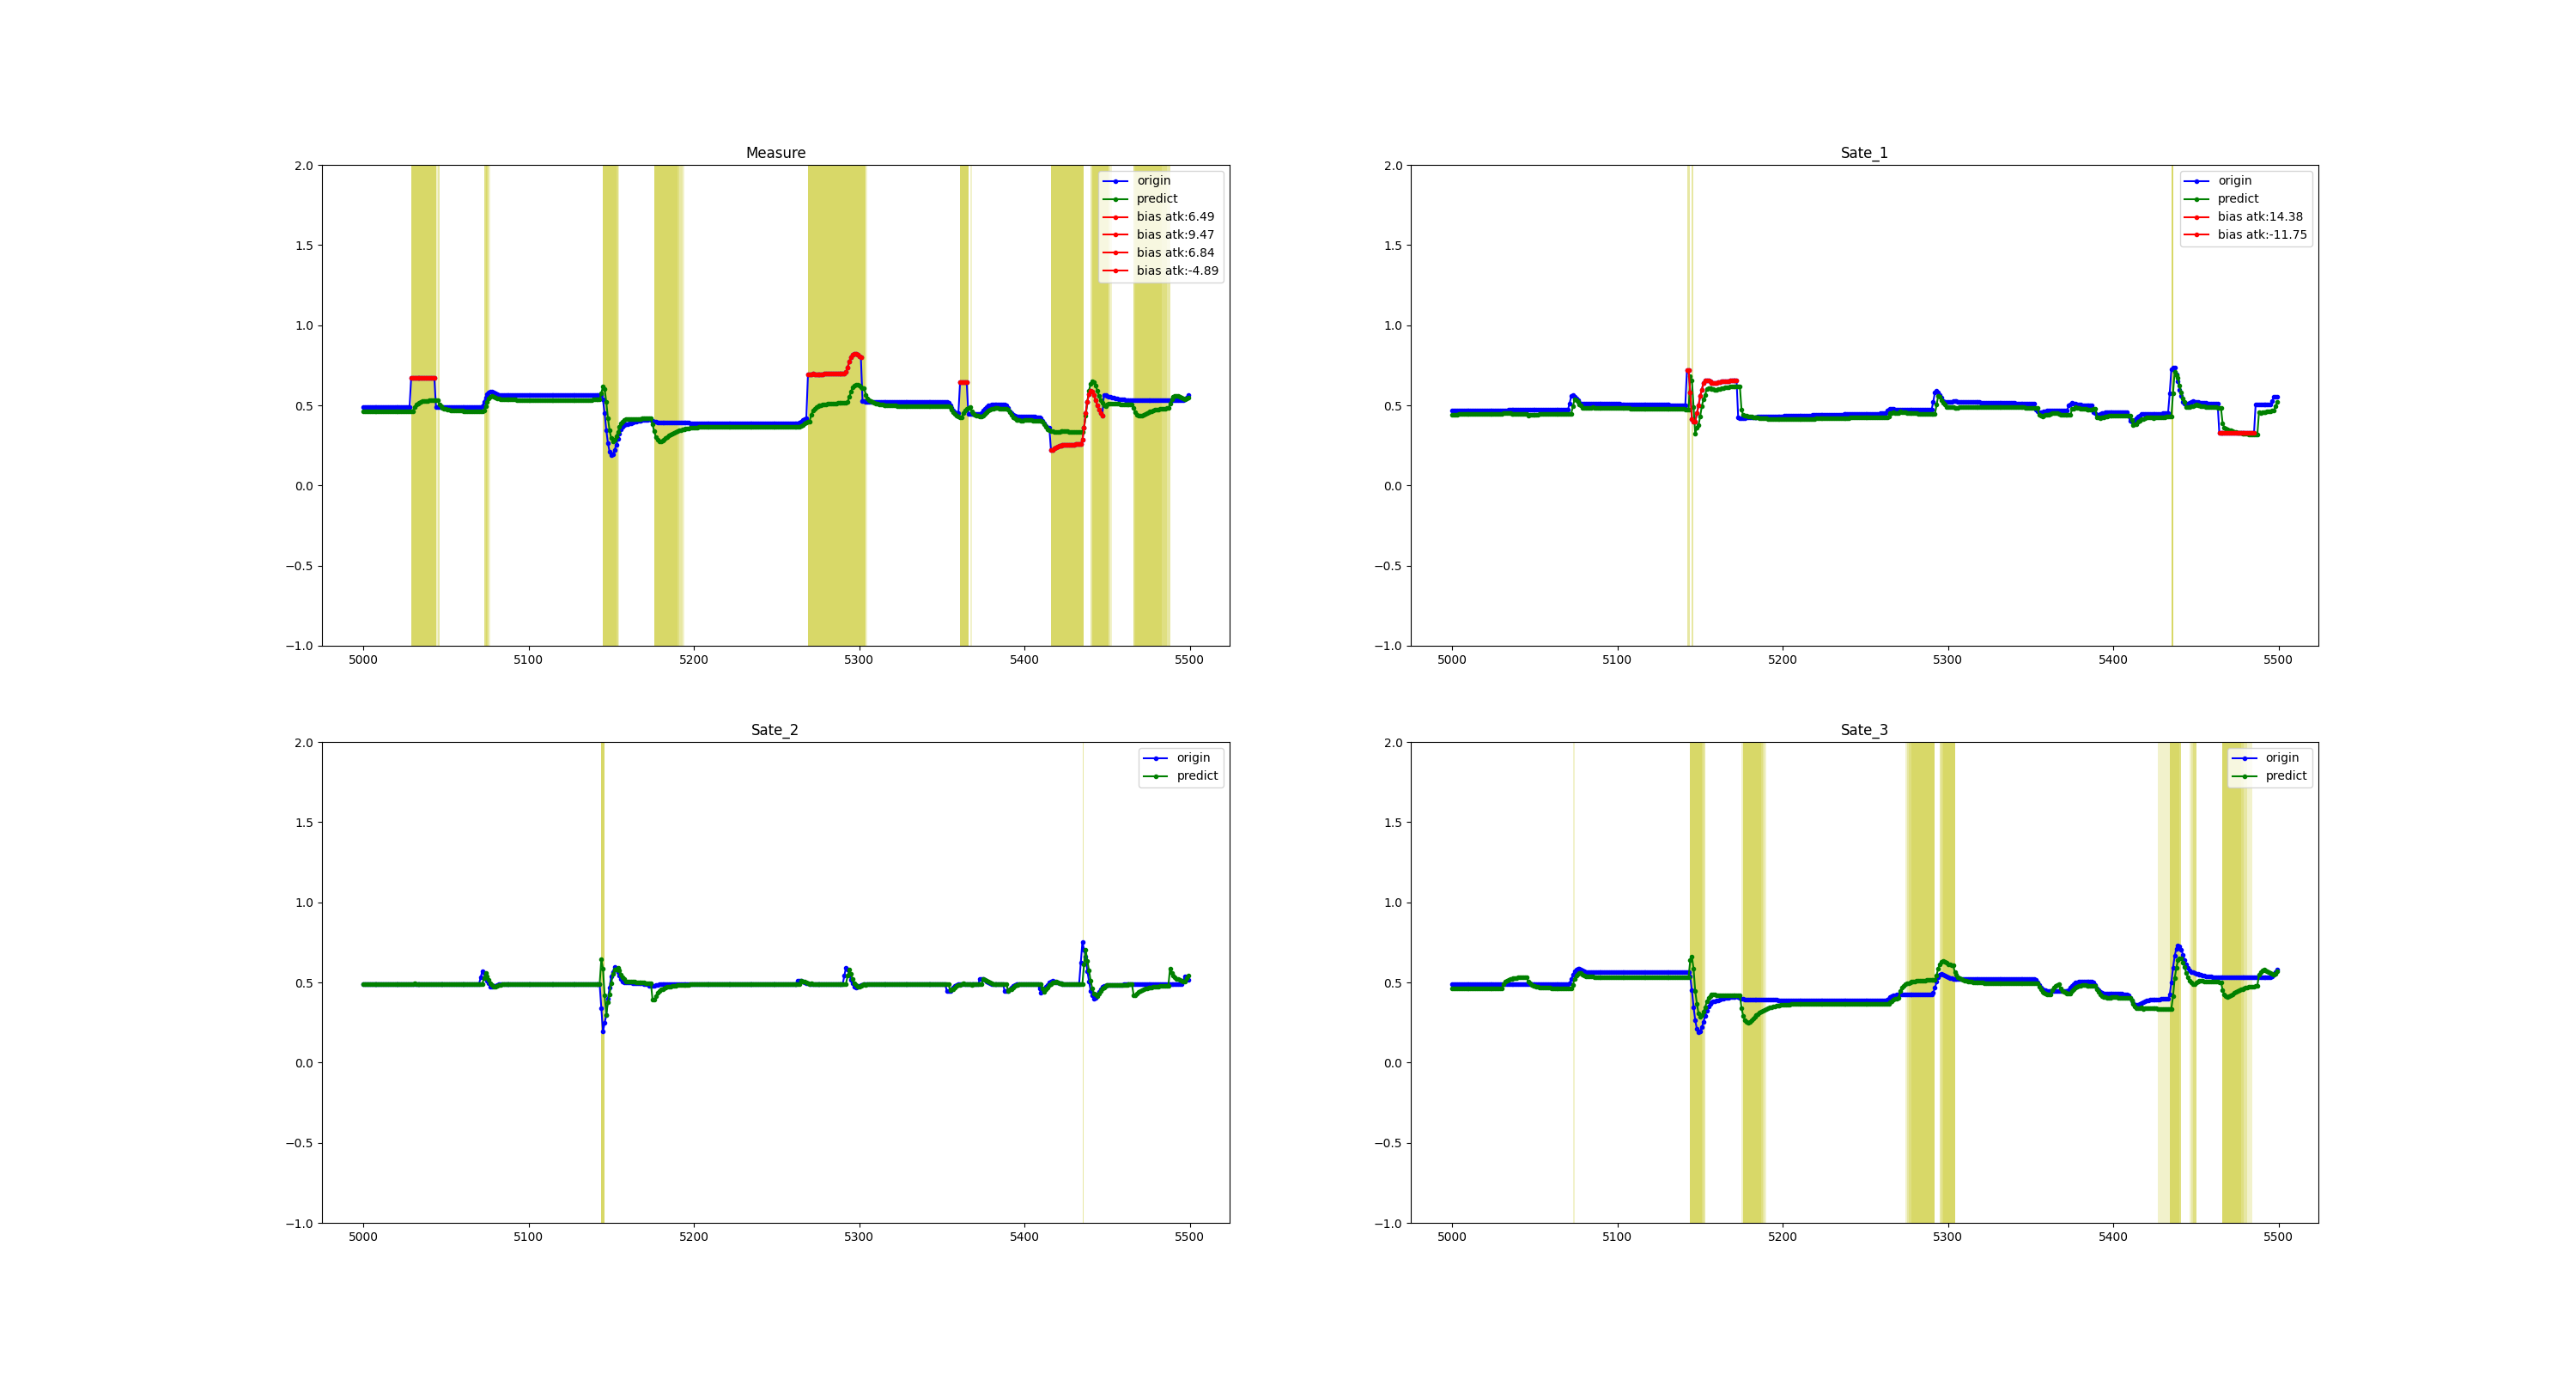 Measure
2.0
1.5
1.0
0.5
0.0
−0.5
−1.0
5000 5100 5200 5300 5400 5500
origin
predict
bias atk:6.49
bias atk:9.47
bias atk:6.84
bias atk:-4.89
Sate_1
2.0
1.5
1.0
0.5
0.0
−0.5
−1.0
5000 5100 5200 5300 5400 5500
origin
predict
bias atk:14.38
bias atk:-11.75
Sate_2
2.0
1.5
1.0
0.5
0.0
−0.5
−1.0
5000 5100 5200 5300 5400 5500
origin
predict
Sate_3
2.0
1.5
1.0
0.5
0.0
−0.5
−1.0
5000 5100 5200 5300 5400 5500
origin
predict